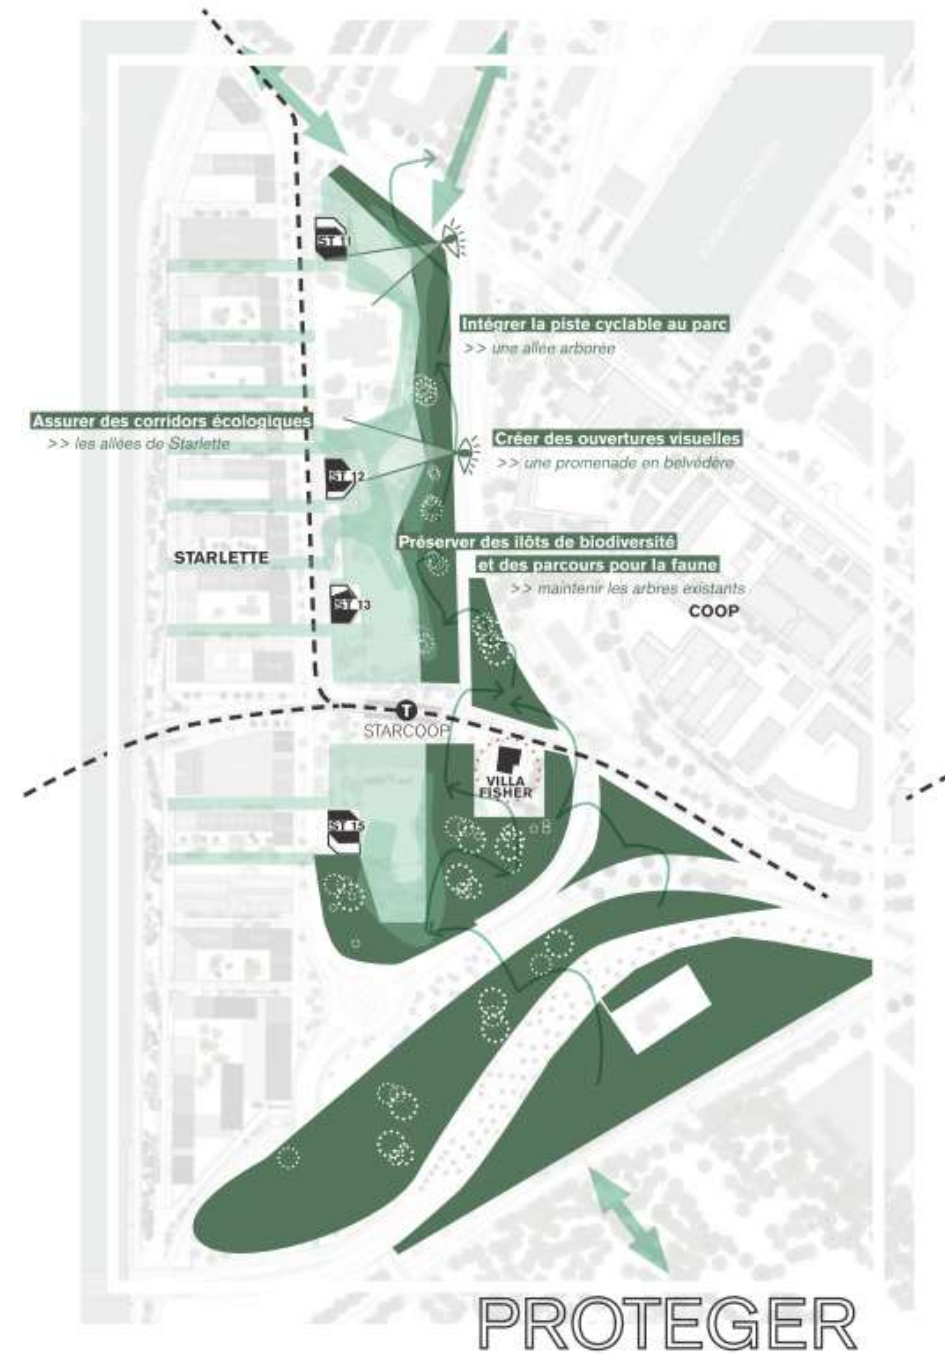 ST 11
Intégrer la piste cyclable au parc
>> une allée arborée
Assurer des corridors écologiques
>> les allées de Starlette
Créer des ouvertures visuelles
>> une promenade en belvédère
ST 12
Préserver des ilôts de biodiversité
et des parcours pour la faune
>> maintenir les arbres existants
STARLETTE
ST 13
COOP
T
STARCOOP
VILLA
FISHER
ST 15
PROTEGER